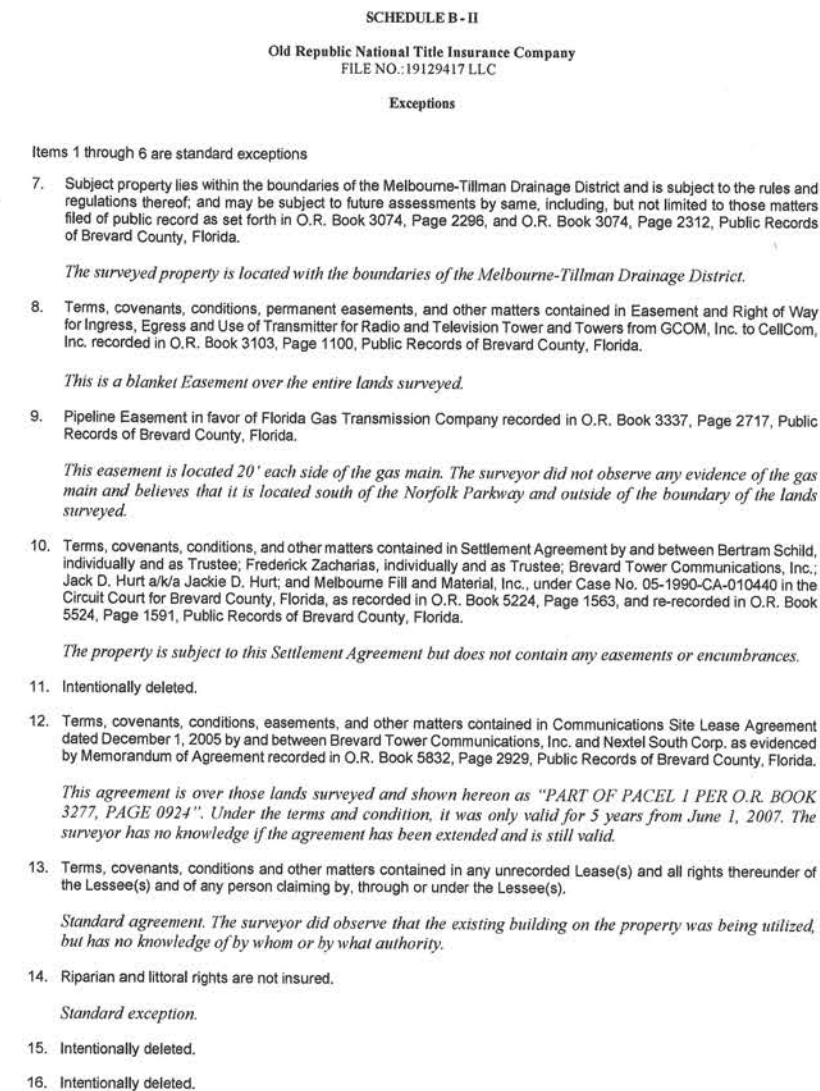 SCHEDULE B - II
Old Republic National Title Insurance Company
FILE NO.:19129417 LLC
Exceptions
Items 1 through 6 are standard exceptions
7. Subject property lies within the boundaries of the Melbourne-Tillman Drainage District and is subject to the rules and
regulations thereof; and may be subject to future assessments by same, including, but not limited to those matters
filed of public record as set forth in O.R. Book 3074, Page 2296, and O.R. Book 3074, Page 2312, Public Records
of Brevard County, Florida.
The surveyed property is located with the boundaries of the Melbourne-Tillman Drainage District.
8. Terms, covenants, conditions, permanent easements, and other matters contained in Easement and Right of Way
for Ingress, Egress and Use of Transmitter for Radio and Television Tower and Towers from GCOM, Inc. to CellCom,
Inc. recorded in O.R. Book 3103, Page 1100, Public Records of Brevard County, Florida.
This is a blanket Easement over the entire lands surveyed.
9. Pipeline Easement in favor of Florida Gas Transmission Company recorded in O.R. Book 3337, Page 2717, Public
Records of Brevard County, Florida.
This easement is located 20' each side of the gas main. The surveyor did not observe any evidence of the gas
main and believes that it is located south of the Norfolk Parkway and outside of the boundary of the lands
surveyed.
10. Terms, covenants, conditions, and other matters contained in Settlement Agreement by and between Bertram Schild,
individually and as Trustee; Frederick Zacharias, individually and as Trustee; Brevard Tower Communications, Inc.;
Jack D. Hurt a/k/a Jackie D. Hurt; and Melbourne Fill and Material, Inc., under Case No. 05-1990-CA-010440 in the
Circuit Court for Brevard County, Florida, as recorded in O.R. Book 5224, Page 1563, and re-recorded in O.R. Book
5524, Page 1591, Public Records of Brevard County, Florida.
The property is subject to this Settlement Agreement but does not contain any easements or encumbrances.
11. Intentionally deleted.
12. Terms, covenants, conditions, easements, and other matters contained in Communications Site Lease Agreement
dated December 1, 2005 by and between Brevard Tower Communications, Inc. and Nextel South Corp. as evidenced
by Memorandum of Agreement recorded in O.R. Book 5832, Page 2929, Public Records of Brevard County, Florida.
This agreement is over those lands surveyed and shown hereon as "PART OF PACEL 1 PER O.R. BOOK
3277, PAGE 0924". Under the terms and condition, it was only valid for 5 years from June 1, 2007. The
surveyor has no knowledge if the agreement has been extended and is still valid.
13. Terms, covenants, conditions and other matters contained in any unrecorded Lease(s) and all rights thereunder of
the Lessee(s) and of any person claiming by, through or under the Lessee(s).
Standard agreement. The surveyor did observe that the existing building on the property was being utilized,
but has no knowledge of by whom or by what authority.
14. Riparian and littoral rights are not insured.
Standard exception.
15. Intentionally deleted.
16. Intentionally deleted.